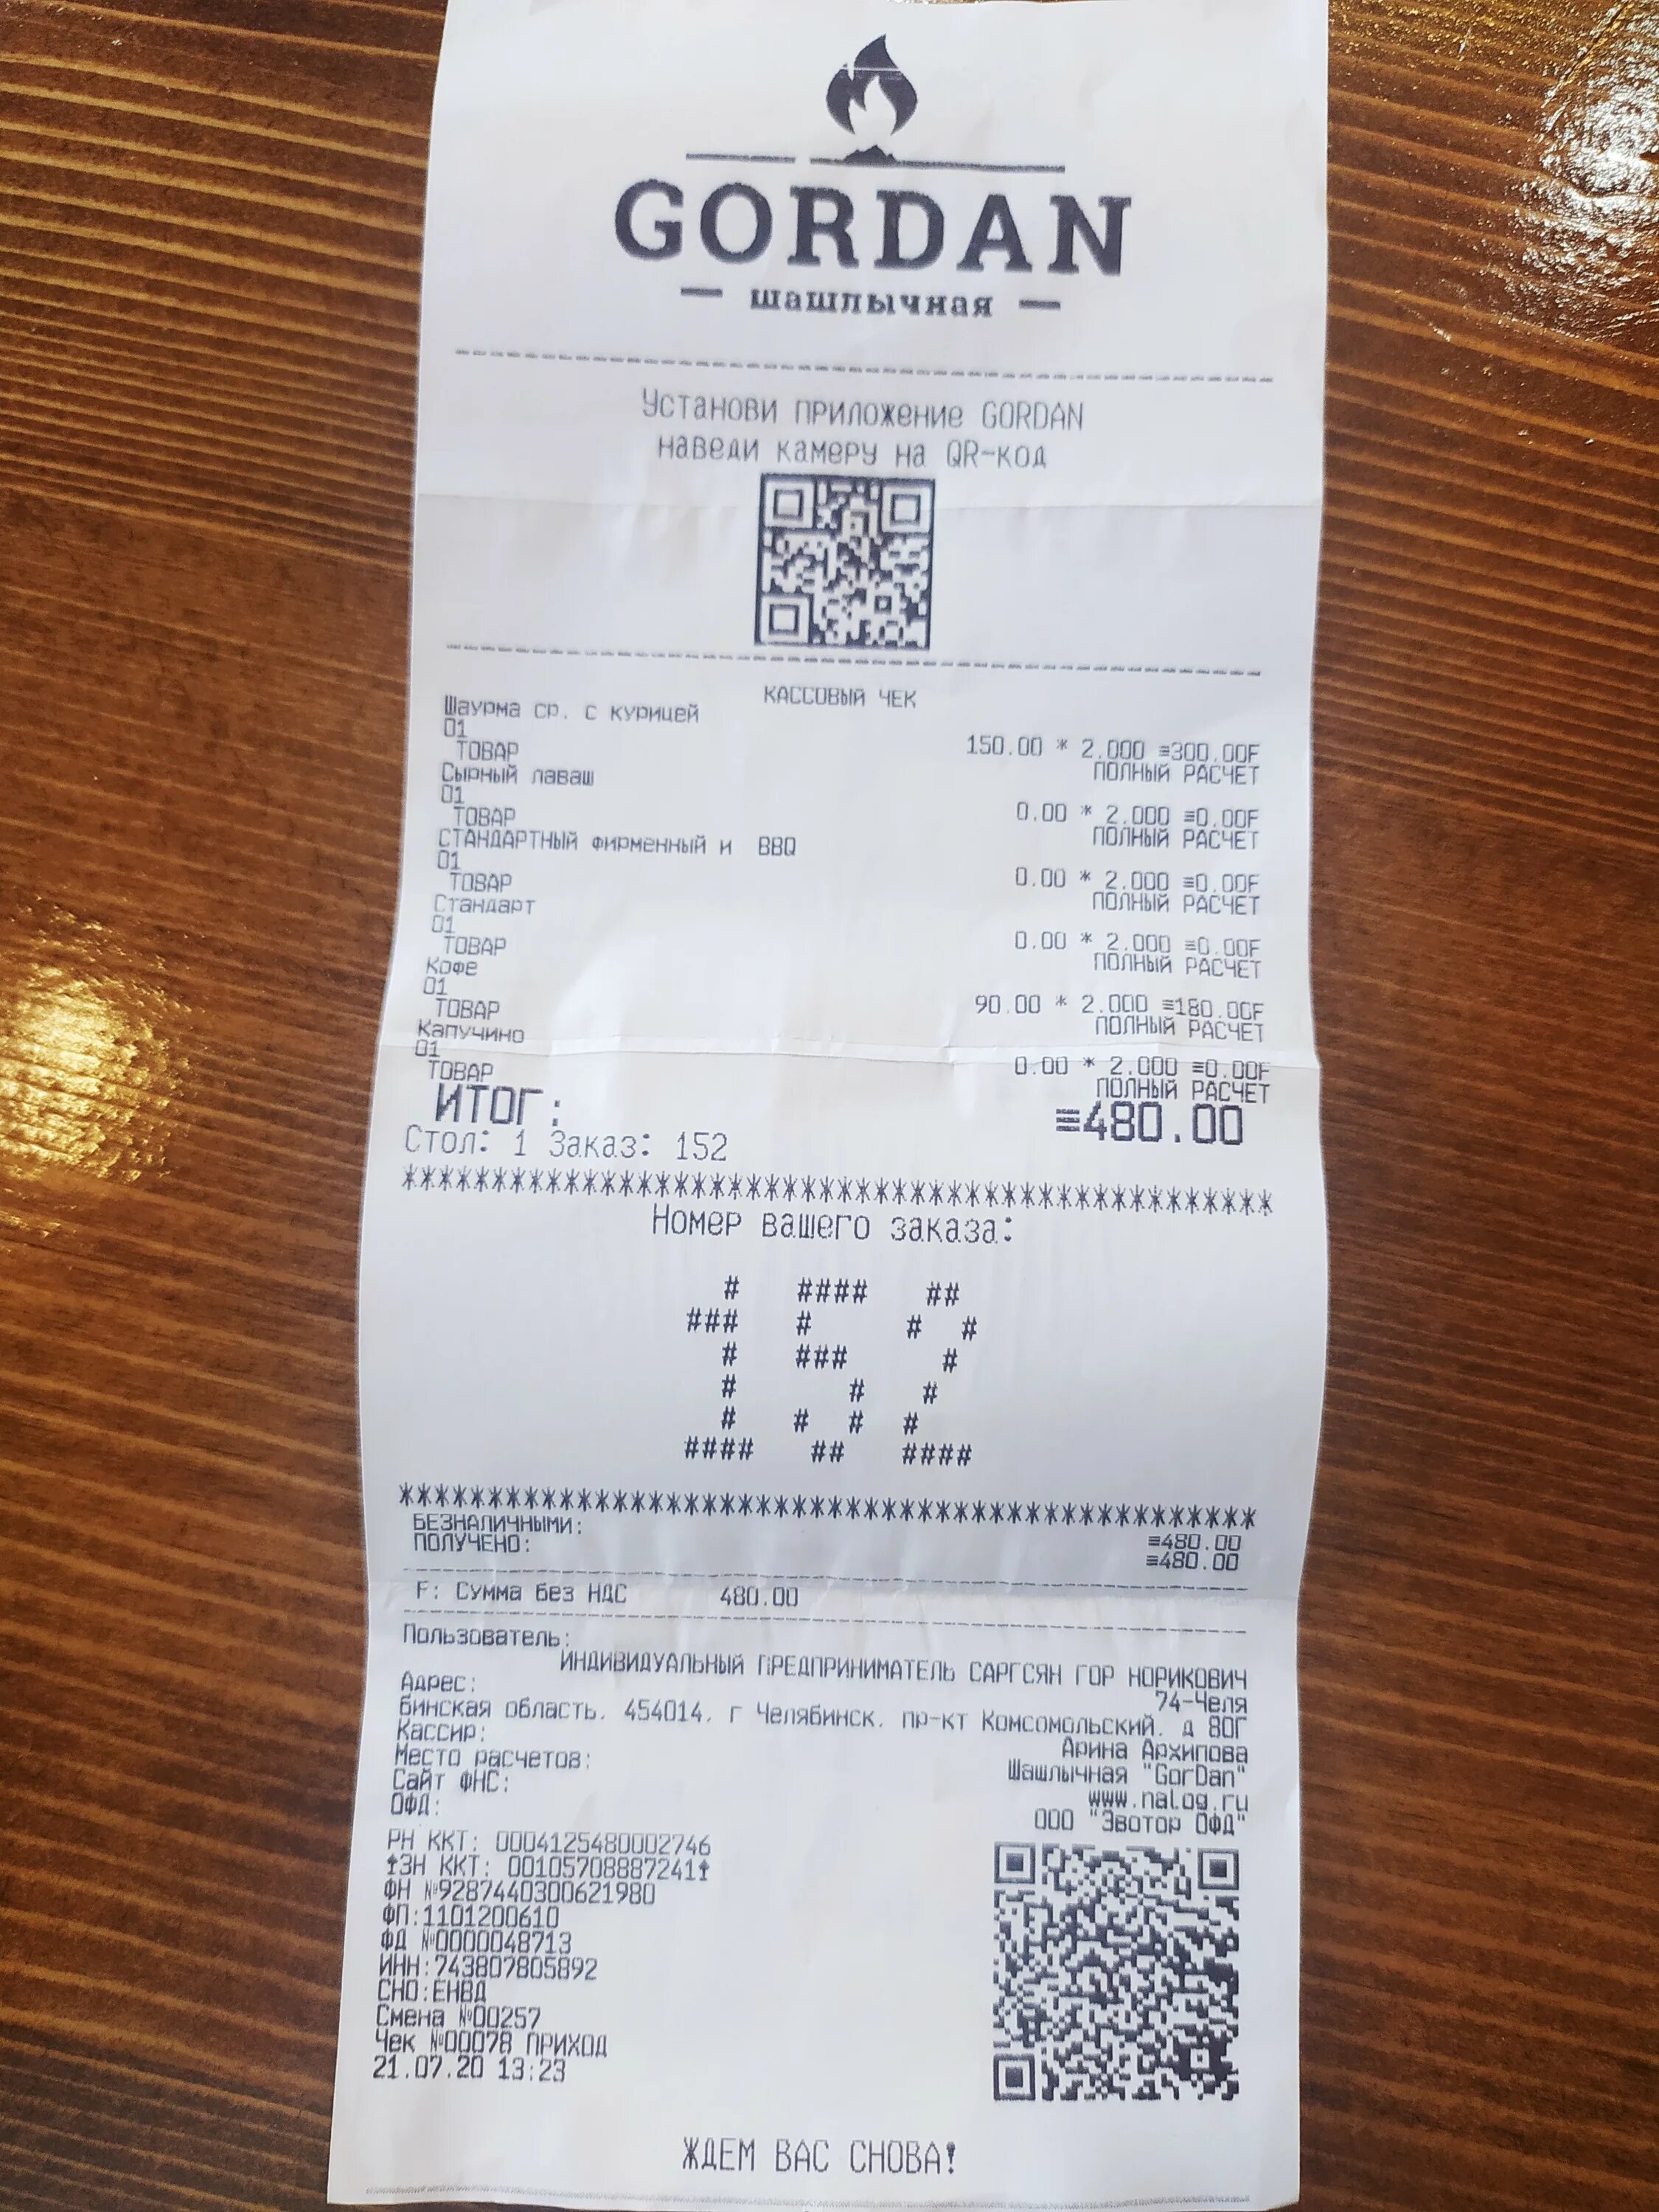 GORDAN
— шашлычная —
Установи приложение GORDAN
наведи камеру на QR-код
КАССОВЫЙ ЧЕК
Шаурма ср. с курицей
01
150.00 * 2.000 ≡300.00F
ТОВАР ПОЛНЫЙ РАСЧЕТ
Сырный лаваш
01
0.00 * 2.000 ≡0.00F
ТОВАР ПОЛНЫЙ РАСЧЕТ
СТАНДАРТНЫЙ фирменный и BBQ
01
0.00 * 2.000 ≡0.00F
ТОВАР ПОЛНЫЙ РАСЧЕТ
Стандарт
01
0.00 * 2.000 ≡0.00F
ТОВАР ПОЛНЫЙ РАСЧЕТ
Кофе
01
90.00 * 2.000 ≡180.00F
ТОВАР ПОЛНЫЙ РАСЧЕТ
Капучино
01
0.00 * 2.000 ≡0.00F
ТОВАР ПОЛНЫЙ РАСЧЕТ
ИТОГ: ≡480.00
Стол: 1 Заказ: 152
************************************************
Номер вашего заказа:
152
************************************************
БЕЗНАЛИЧНЫМИ: ≡480.00
ПОЛУЧЕНО: ≡480.00
F: Сумма без НДС 480.00
Пользователь:
ИНДИВИДУАЛЬНЫЙ ПРЕДПРИНИМАТЕЛЬ САРГСЯН ГОР НОРИКОВИЧ
Адрес: 74-Челя
бинская область, 454014, г Челябинск, пр-кт Комсомольский, д 80Г
Кассир: Арина Архипова
Место расчетов: Шашлычная "GorDan"
Сайт ФНС: www.nalog.ru
ОФД: ООО "Эвотор ОФД"
РН ККТ: 0004125480002746
ЗН ККТ: 00105708887241
ФН №9287440300621980
ФП:1101200610
ФД №0000048713
ИНН:743807805892
СНО:ЕНВД
Смена №00257
Чек №00078 ПРИХОД
21.07.20 13:23
ЖДЕМ ВАС СНОВА!